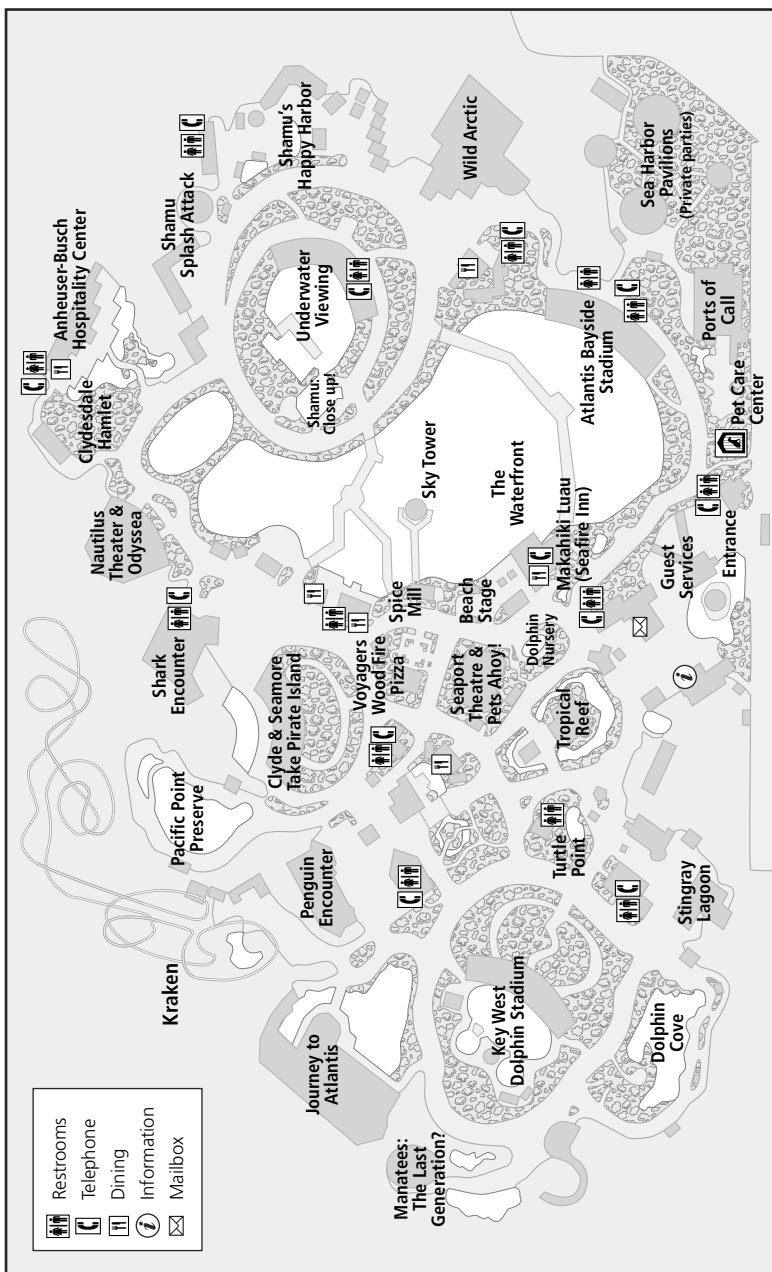 Restrooms
Telephone
Dining
Information
Mailbox
Kraken
Journey to
Atlantis
Manatees:
The Last
Generation?
Key West
Dolphin Stadium
Dolphin
Cove
Stingray
Lagoon
Turtle
Point
Penguin
Encounter
Pacific Point
Preserve
Shark
Encounter
Clyde & Seamore
Take Pirate Island
Voyagers
Wood Fire
Pizza
Spice
Mill
Seaport
Theatre &
Pets Ahoy!
Beach
Stage
Dolphin
Nursery
Tropical
Reef
Makahiki Luau
(Seafire Inn)
Guest
Services
Entrance
Pet Care
Center
Ports of
Call
Sea Harbor
Pavilions
(Private parties)
Atlantis Bayside
Stadium
The
Waterfront
Sky Tower
Nautilus
Theater &
Odyssea
Clydesdale
Hamlet
Anheuser-Busch
Hospitality Center
Shamu
Splash Attack
Shamu's
Happy Harbor
Underwater
Viewing
Shamu:
Close up!
Wild Arctic